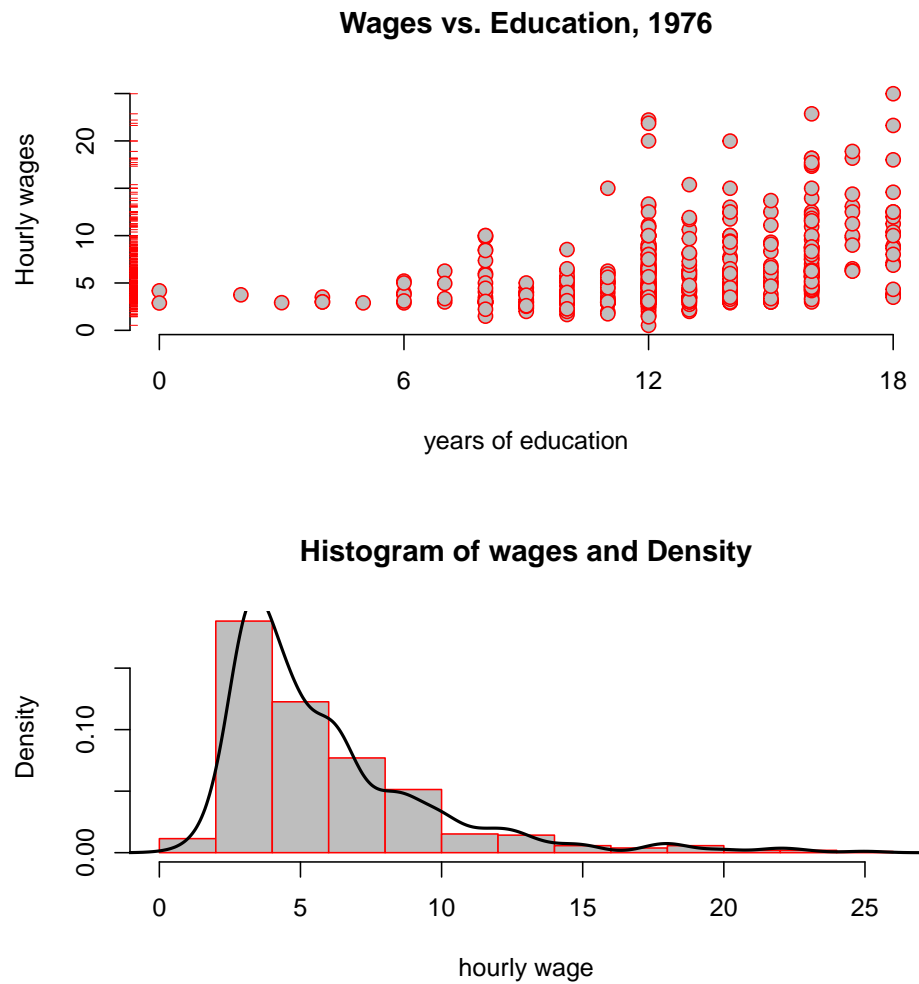 Wages vs. Education, 1976
Hourly wages
20
10
5
0
0 6 12 18
years of education
Histogram of wages and Density
Density
0.10
0.00
0 5 10 15 20 25
hourly wage